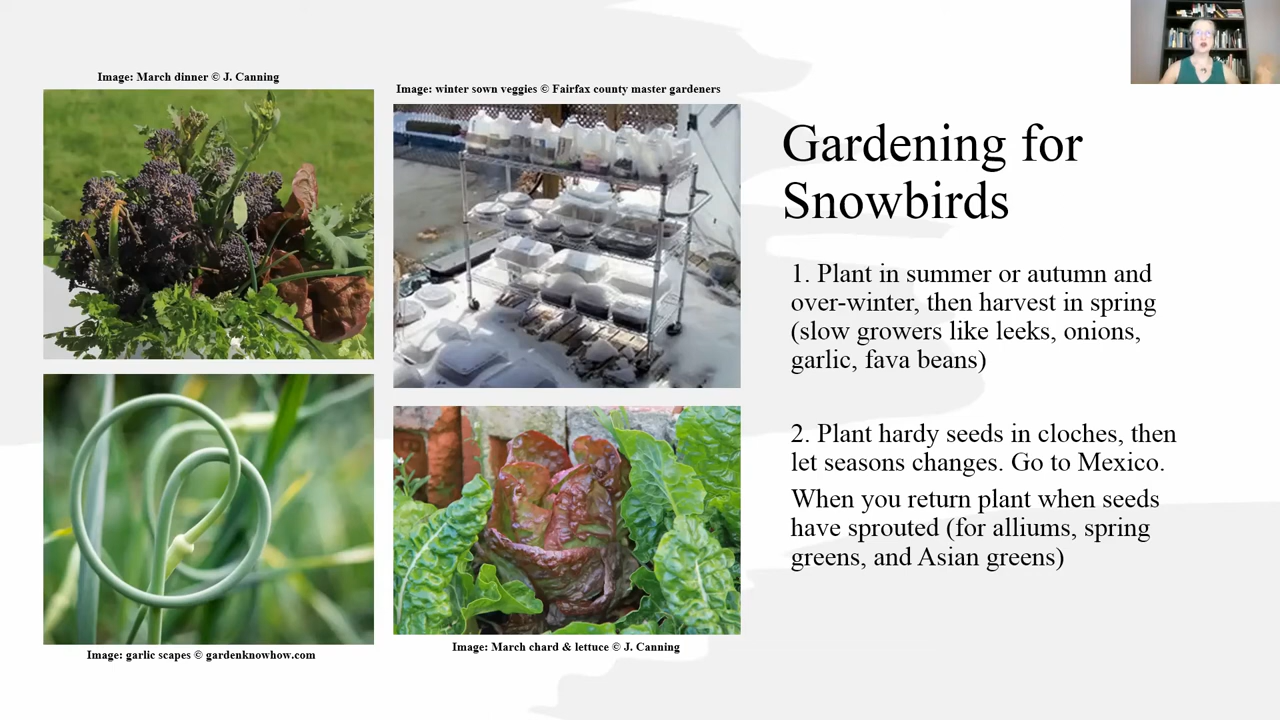 Image: March dinner © J. Canning
Image: winter sown veggies © Fairfax county master gardeners
Image: garlic scapes © gardenknowhow.com
Image: March chard & lettuce © J. Canning
Gardening for
Snowbirds
1. Plant in summer or autumn and
over-winter, then harvest in spring
(slow growers like leeks, onions,
garlic, fava beans)
2. Plant hardy seeds in cloches, then
let seasons changes. Go to Mexico.
When you return plant when seeds
have sprouted (for alliums, spring
greens, and Asian greens)